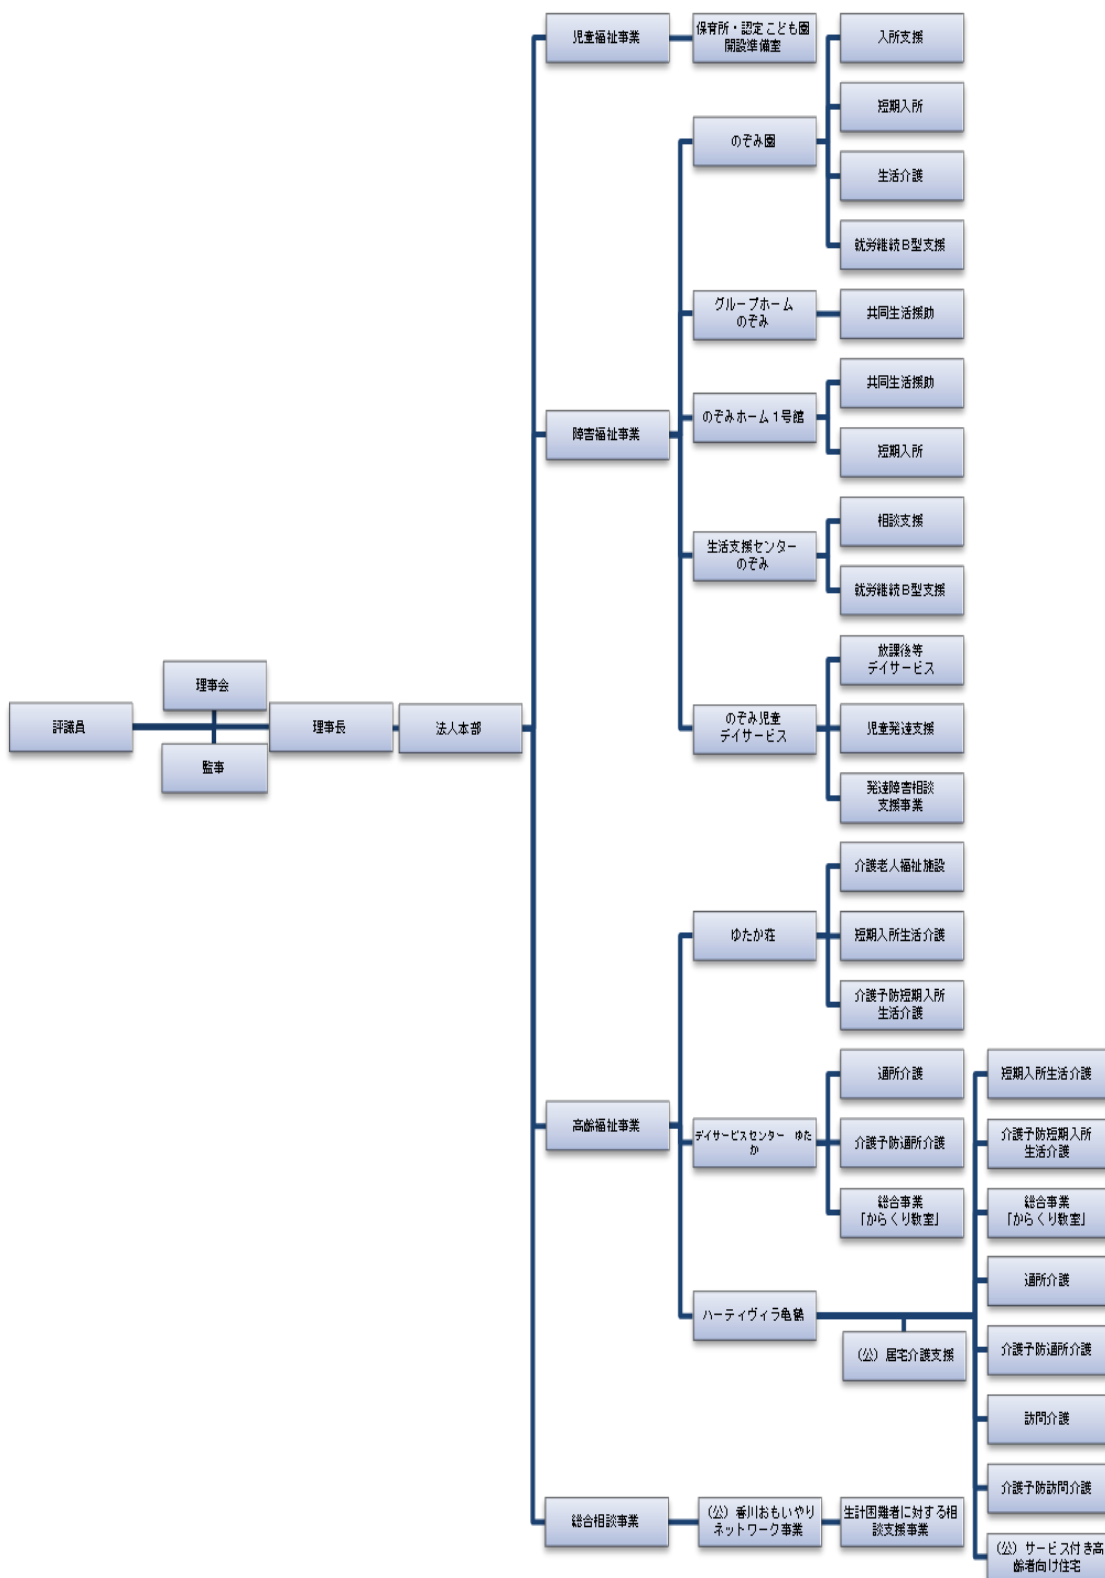 評議員
理事会
監事
理事長
法人本部
児童福祉事業
保育所・認定こども園
開設準備室
障害福祉事業
のぞみ園
入所支援
短期入所
生活介護
就労継続B型支援
グループホーム
のぞみ
共同生活援助
のぞみホーム1号館
共同生活援助
短期入所
生活支援センター
のぞみ
相談支援
就労継続B型支援
のぞみ児童
デイサービス
放課後等
デイサービス
児童発達支援
発達障害相談
支援事業
高齢福祉事業
ゆたか荘
介護老人福祉施設
短期入所生活介護
介護予防短期入所
生活介護
デイサービスセンター ゆた
か
通所介護
介護予防通所介護
総合事業
「からくり教室」
ハーティヴィラ亀鶴
(公)居宅介護支援
短期入所生活介護
介護予防短期入所
生活介護
総合事業
「からくり教室」
通所介護
介護予防通所介護
訪問介護
介護予防訪問介護
(公)サービス付き高
齢者向け住宅
総合相談事業
(公)香川おもいやり
ネットワーク事業
生計困難者に対する相
談支援事業